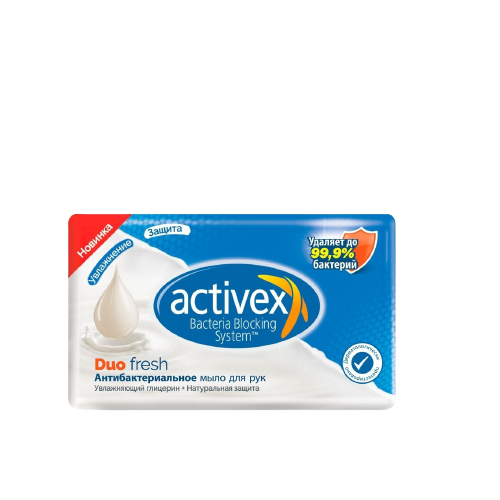 Новинка
Увлажнение
Защита
Удаляет до
99,9%
бактерий
activex
Bacteria Blocking
System™
Duo fresh
Антибактериальное мыло для рук
Увлажняющий глицерин • Натуральная защита
Дерматологически